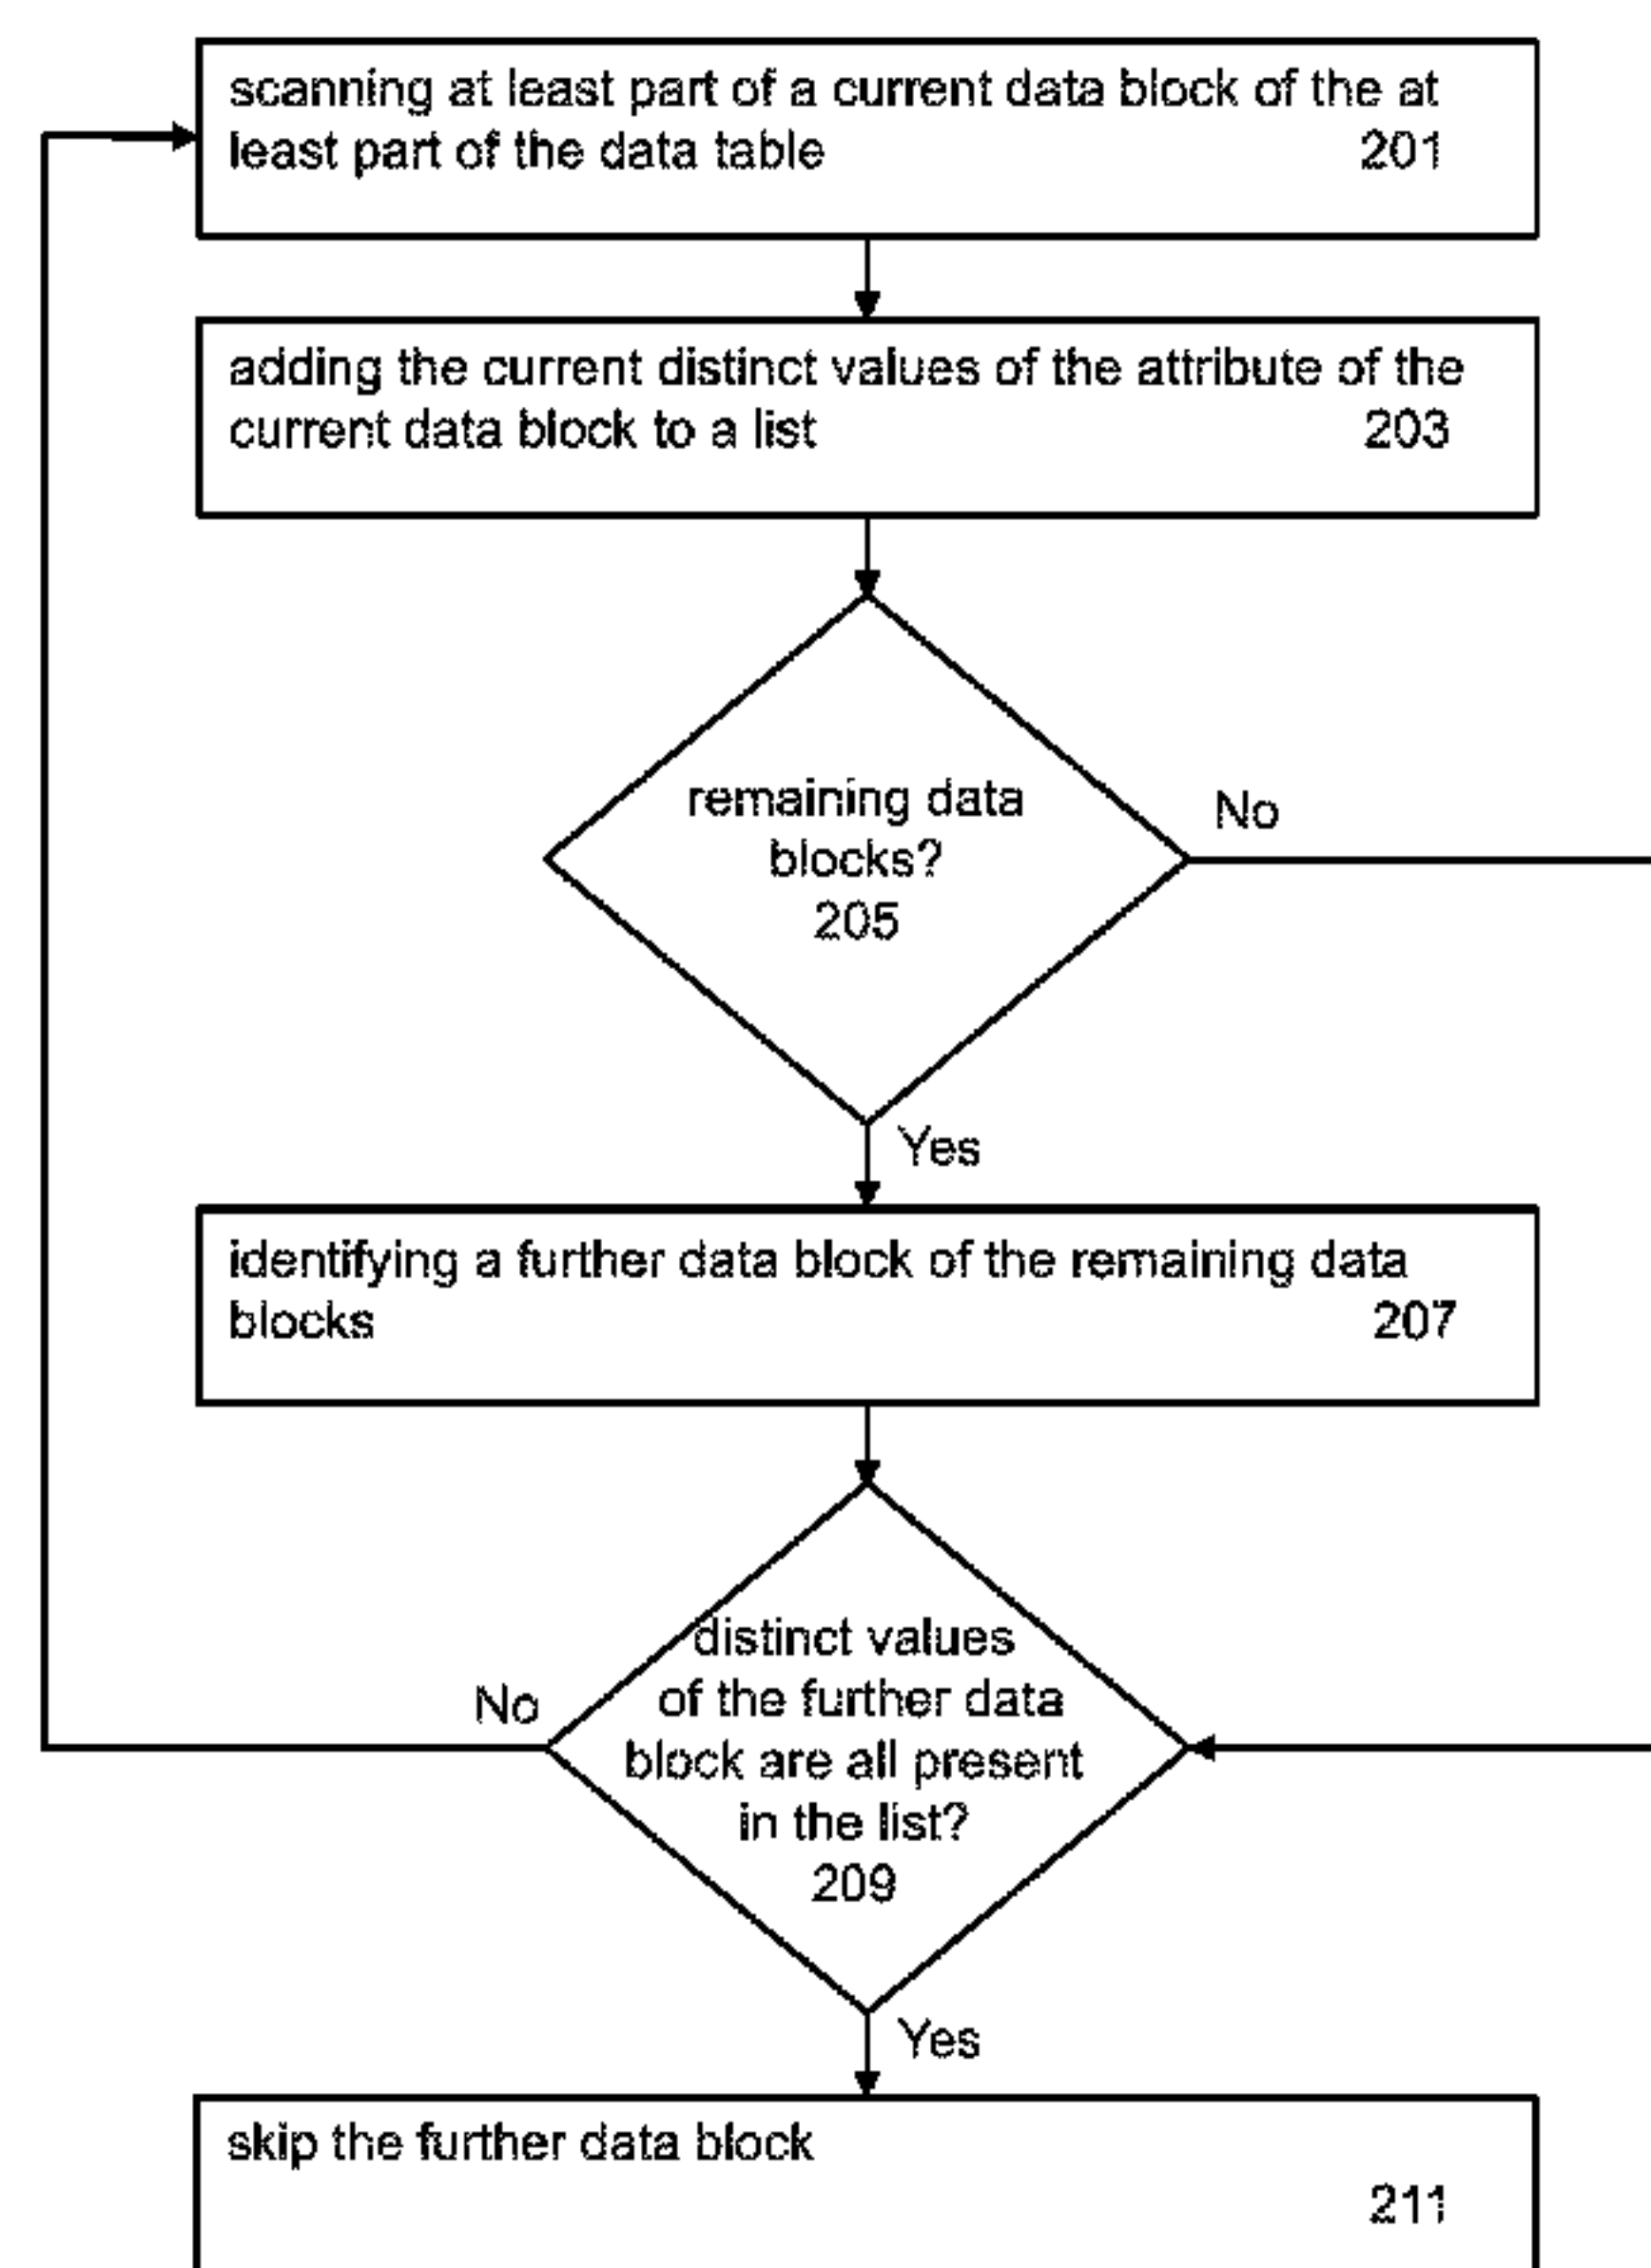 scanning at least part of a current data block of the at
least part of the data table 201
adding the current distinct values of the attribute of the
current data block to a list 203
remaining data
blocks?
205
No
Yes
identifying a further data block of the remaining data
blocks 207
distinct values
of the further data
block are all present
in the list?
209
No
Yes
skip the further data block
211